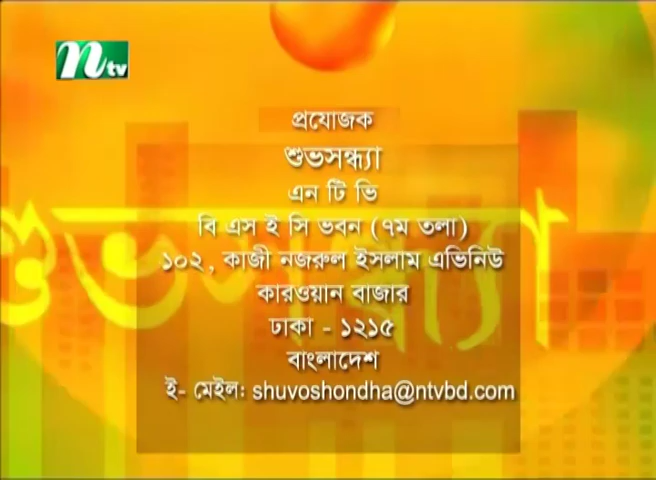 ntv
প্রযোজক
শুভসন্ধ্যা
এন টি ভি
বি এস ই সি ভবন (৭ম তলা)
১০২, কাজী নজরুল ইসলাম এভিনিউ
কারওয়ান বাজার
ঢাকা - ১২১৫
বাংলাদেশ
ই- মেইল: shuvoshondha@ntvbd.com
শুভসন্ধ্যা